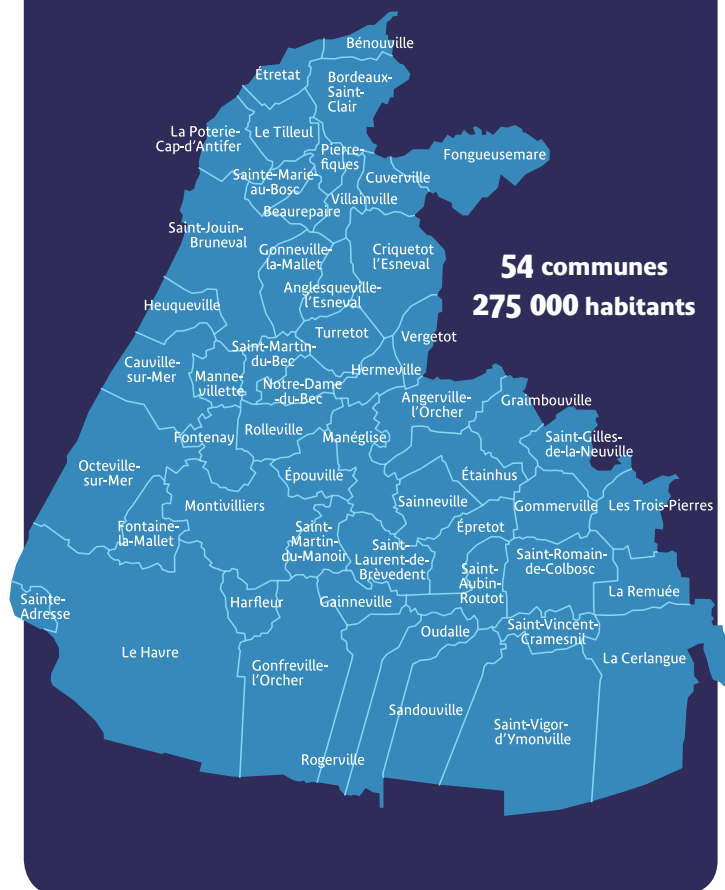 Bénouville
Étretat
Bordeaux-
Saint-
Clair
La Poterie-
Cap-d'Antifer
Le Tilleul
Pierre-
fiques
Fongueusemare
Sainte-Marie-
au-Bosc
Cuverville
Villainville
Beaurepaire
Saint-Jouin-
Bruneval
Gonneville-
la-Mallet
Criquetot
l'Esneval
54 communes
275 000 habitants
Anglesqueville-
l'Esneval
Heuqueville
Turretot
Vergetot
Saint-Martin-
du-Bec
Cauville-
sur-Mer
Manne-
villette
Hermeville
Notre-Dame
-du-Bec
Angerville-
l'Orcher
Graimbouville
Fontenay
Rolleville
Manéglise
Saint-Gilles-
de-la-Neuville
Octeville-
sur-Mer
Épouville
Étainhus
Montivilliers
Sainneville
Gommerville
Les Trois-Pierres
Fontaine-
la-Mallet
Saint-
Martin-
du-Manoir
Épretot
Saint-
Laurent-de-
Brèvedent
Saint-Romain-
de-Colbosc
Saint-
Aubin-
Routot
La Remuée
Sainte-
Adresse
Harfleur
Gainneville
Oudalle
Saint-Vincent-
Cramesnil
Le Havre
Gonfreville-
l'Orcher
La Cerlangue
Sandouville
Saint-Vigor-
d'Ymonville
Rogerville